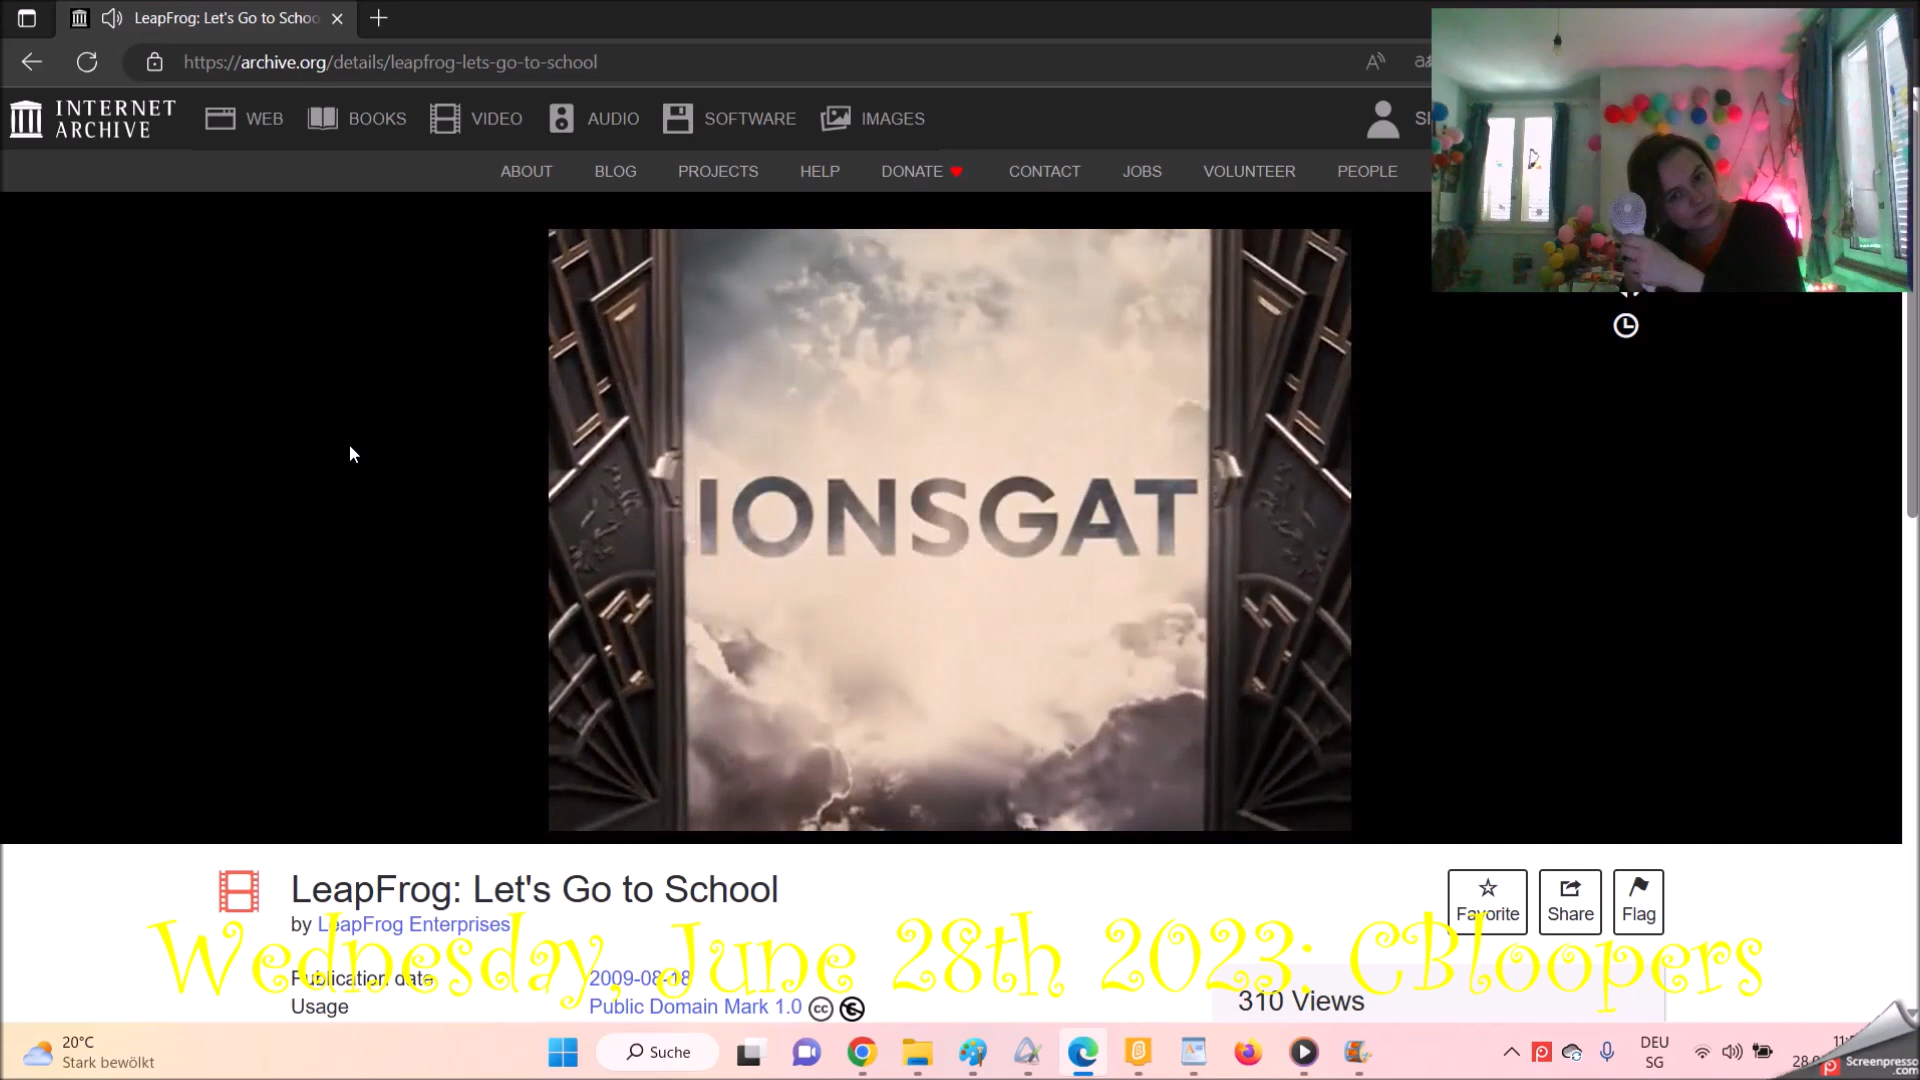 LeapFrog: Let's Go to Schoo
https://archive.org/details/leapfrog-lets-go-to-school
INTERNET ARCHIVE
WEB BOOKS VIDEO AUDIO SOFTWARE IMAGES
ABOUT BLOG PROJECTS HELP DONATE CONTACT JOBS VOLUNTEER PEOPLE
IONSGAT
LeapFrog: Let's Go to School
by LeapFrog Enterprises
Favorite Share Flag
Wednesday, June 28th 2023: CBloopers
Publication date 2009-08-18
Usage Public Domain Mark 1.0
310 Views
20°C
Stark bewölkt
Suche
DEU
SG
Screenpresso
.com